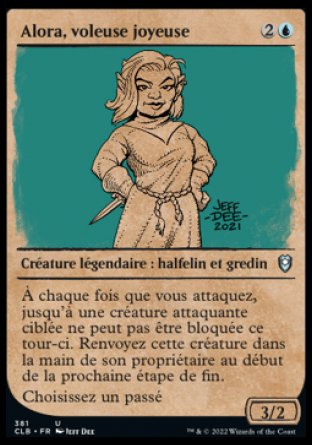 Alora, voleuse joyeuse
2
JEFF
-DEE-
2021
Créature légendaire : halfelin et gredin
À chaque fois que vous attaquez,
jusqu'à une créature attaquante
ciblée ne peut pas être bloquée ce
tour-ci. Renvoyez cette créature dans
la main de son propriétaire au début
de la prochaine étape de fin.
Choisissez un passé
3/2
361 U
CLB • FR Jeff Dee
™ & © 2022 Wizards of the Coast